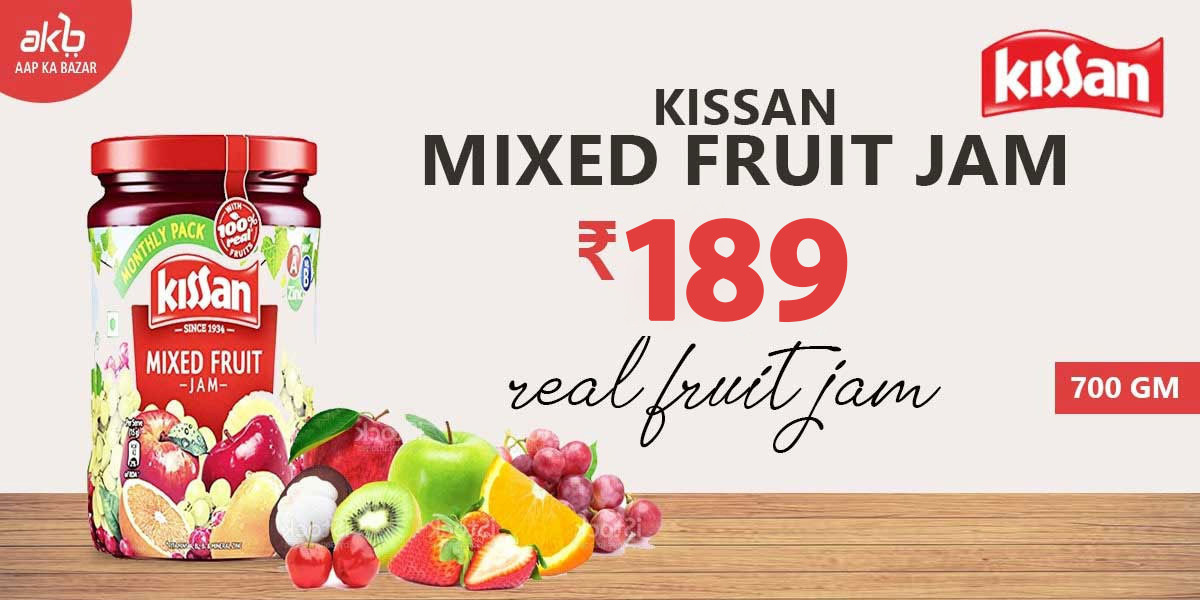 akb
AAP KA BAZAR
KISSAN
MIXED FRUIT JAM
₹189
real fruit jam
700 GM
Kissan
MONTHLY PACK
WITH
100%
real
FRUITS
A
B
Kissan
SINCE 1934
MIXED FRUIT
JAM
iStock